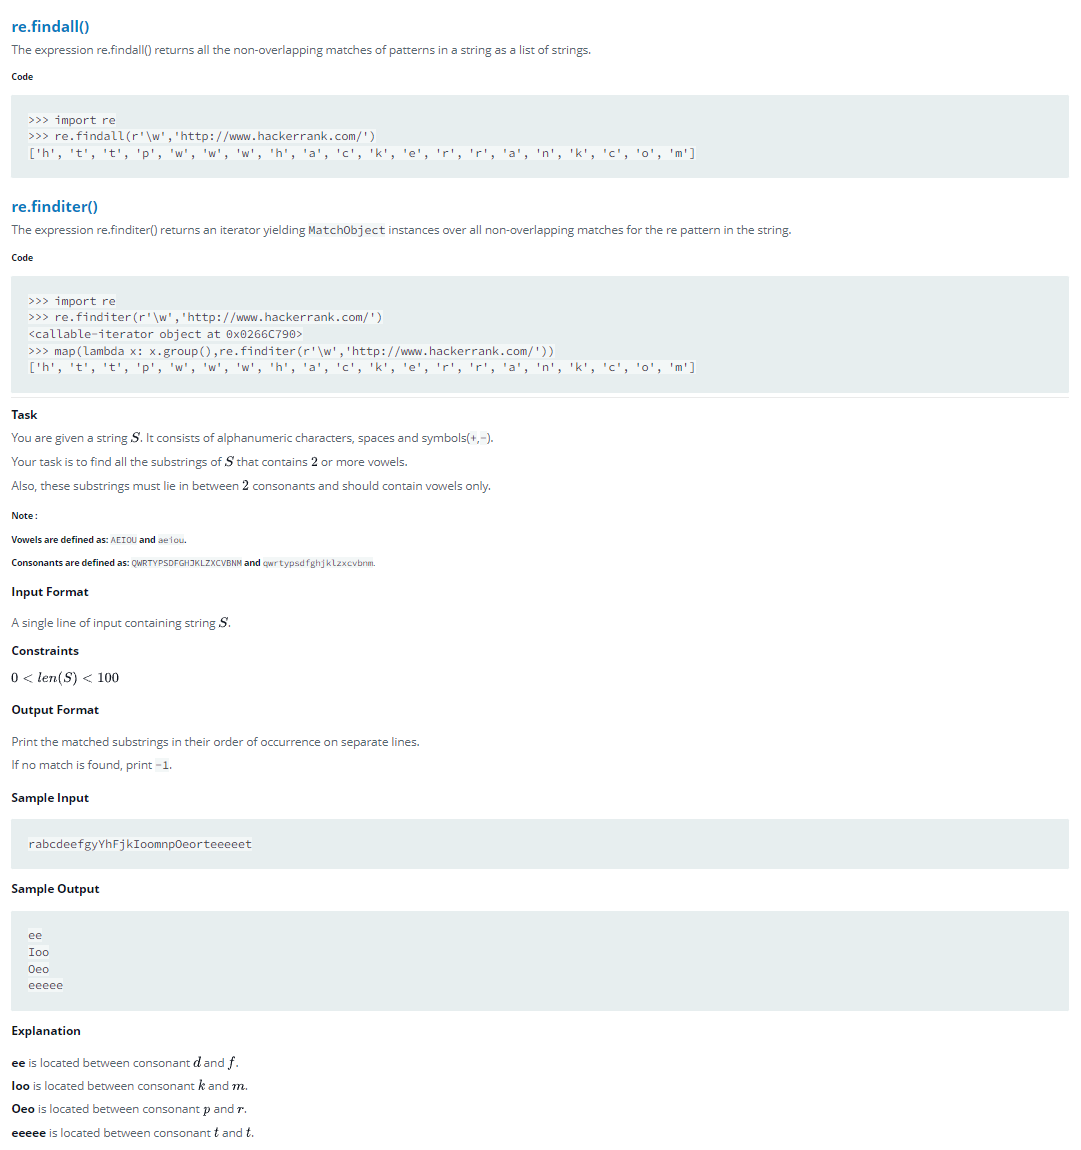 re.findall()
The expression re.findall() returns all the non-overlapping matches of patterns in a string as a list of strings.
Code
>>> import re
>>> re.findall(r'\w','http://www.hackerrank.com/')
['h', 't', 't', 'p', 'w', 'w', 'w', 'h', 'a', 'c', 'k', 'e', 'r', 'r', 'a', 'n', 'k', 'c', 'o', 'm']
re.finditer()
The expression re.finditer() returns an iterator yielding MatchObject instances over all non-overlapping matches for the re pattern in the string.
Code
>>> import re
>>> re.finditer(r'\w','http://www.hackerrank.com/')
<callable-iterator object at 0x0266C790>
>>> map(lambda x: x.group(),re.finditer(r'\w','http://www.hackerrank.com/'))
['h', 't', 't', 'p', 'w', 'w', 'w', 'h', 'a', 'c', 'k', 'e', 'r', 'r', 'a', 'n', 'k', 'c', 'o', 'm']
Task
You are given a string S. It consists of alphanumeric characters, spaces and symbols(+,-).
Your task is to find all the substrings of S that contains 2 or more vowels.
Also, these substrings must lie in between 2 consonants and should contain vowels only.
Note :
Vowels are defined as: AEIOU and aeiou.
Consonants are defined as: QWRTYPSDFGHJKLZXCVBNM and qwrtypsdfghjklzxcvbnm.
Input Format
A single line of input containing string S.
Constraints
0 < len(S) < 100
Output Format
Print the matched substrings in their order of occurrence on separate lines.
If no match is found, print -1.
Sample Input
rabcdeefgyYhFjkIoomnpOeorteeeeet
Sample Output
ee
Ioo
Oeo
eeeee
Explanation
ee is located between consonant d and f.
Ioo is located between consonant k and m.
Oeo is located between consonant p and r.
eeeee is located between consonant t and t.